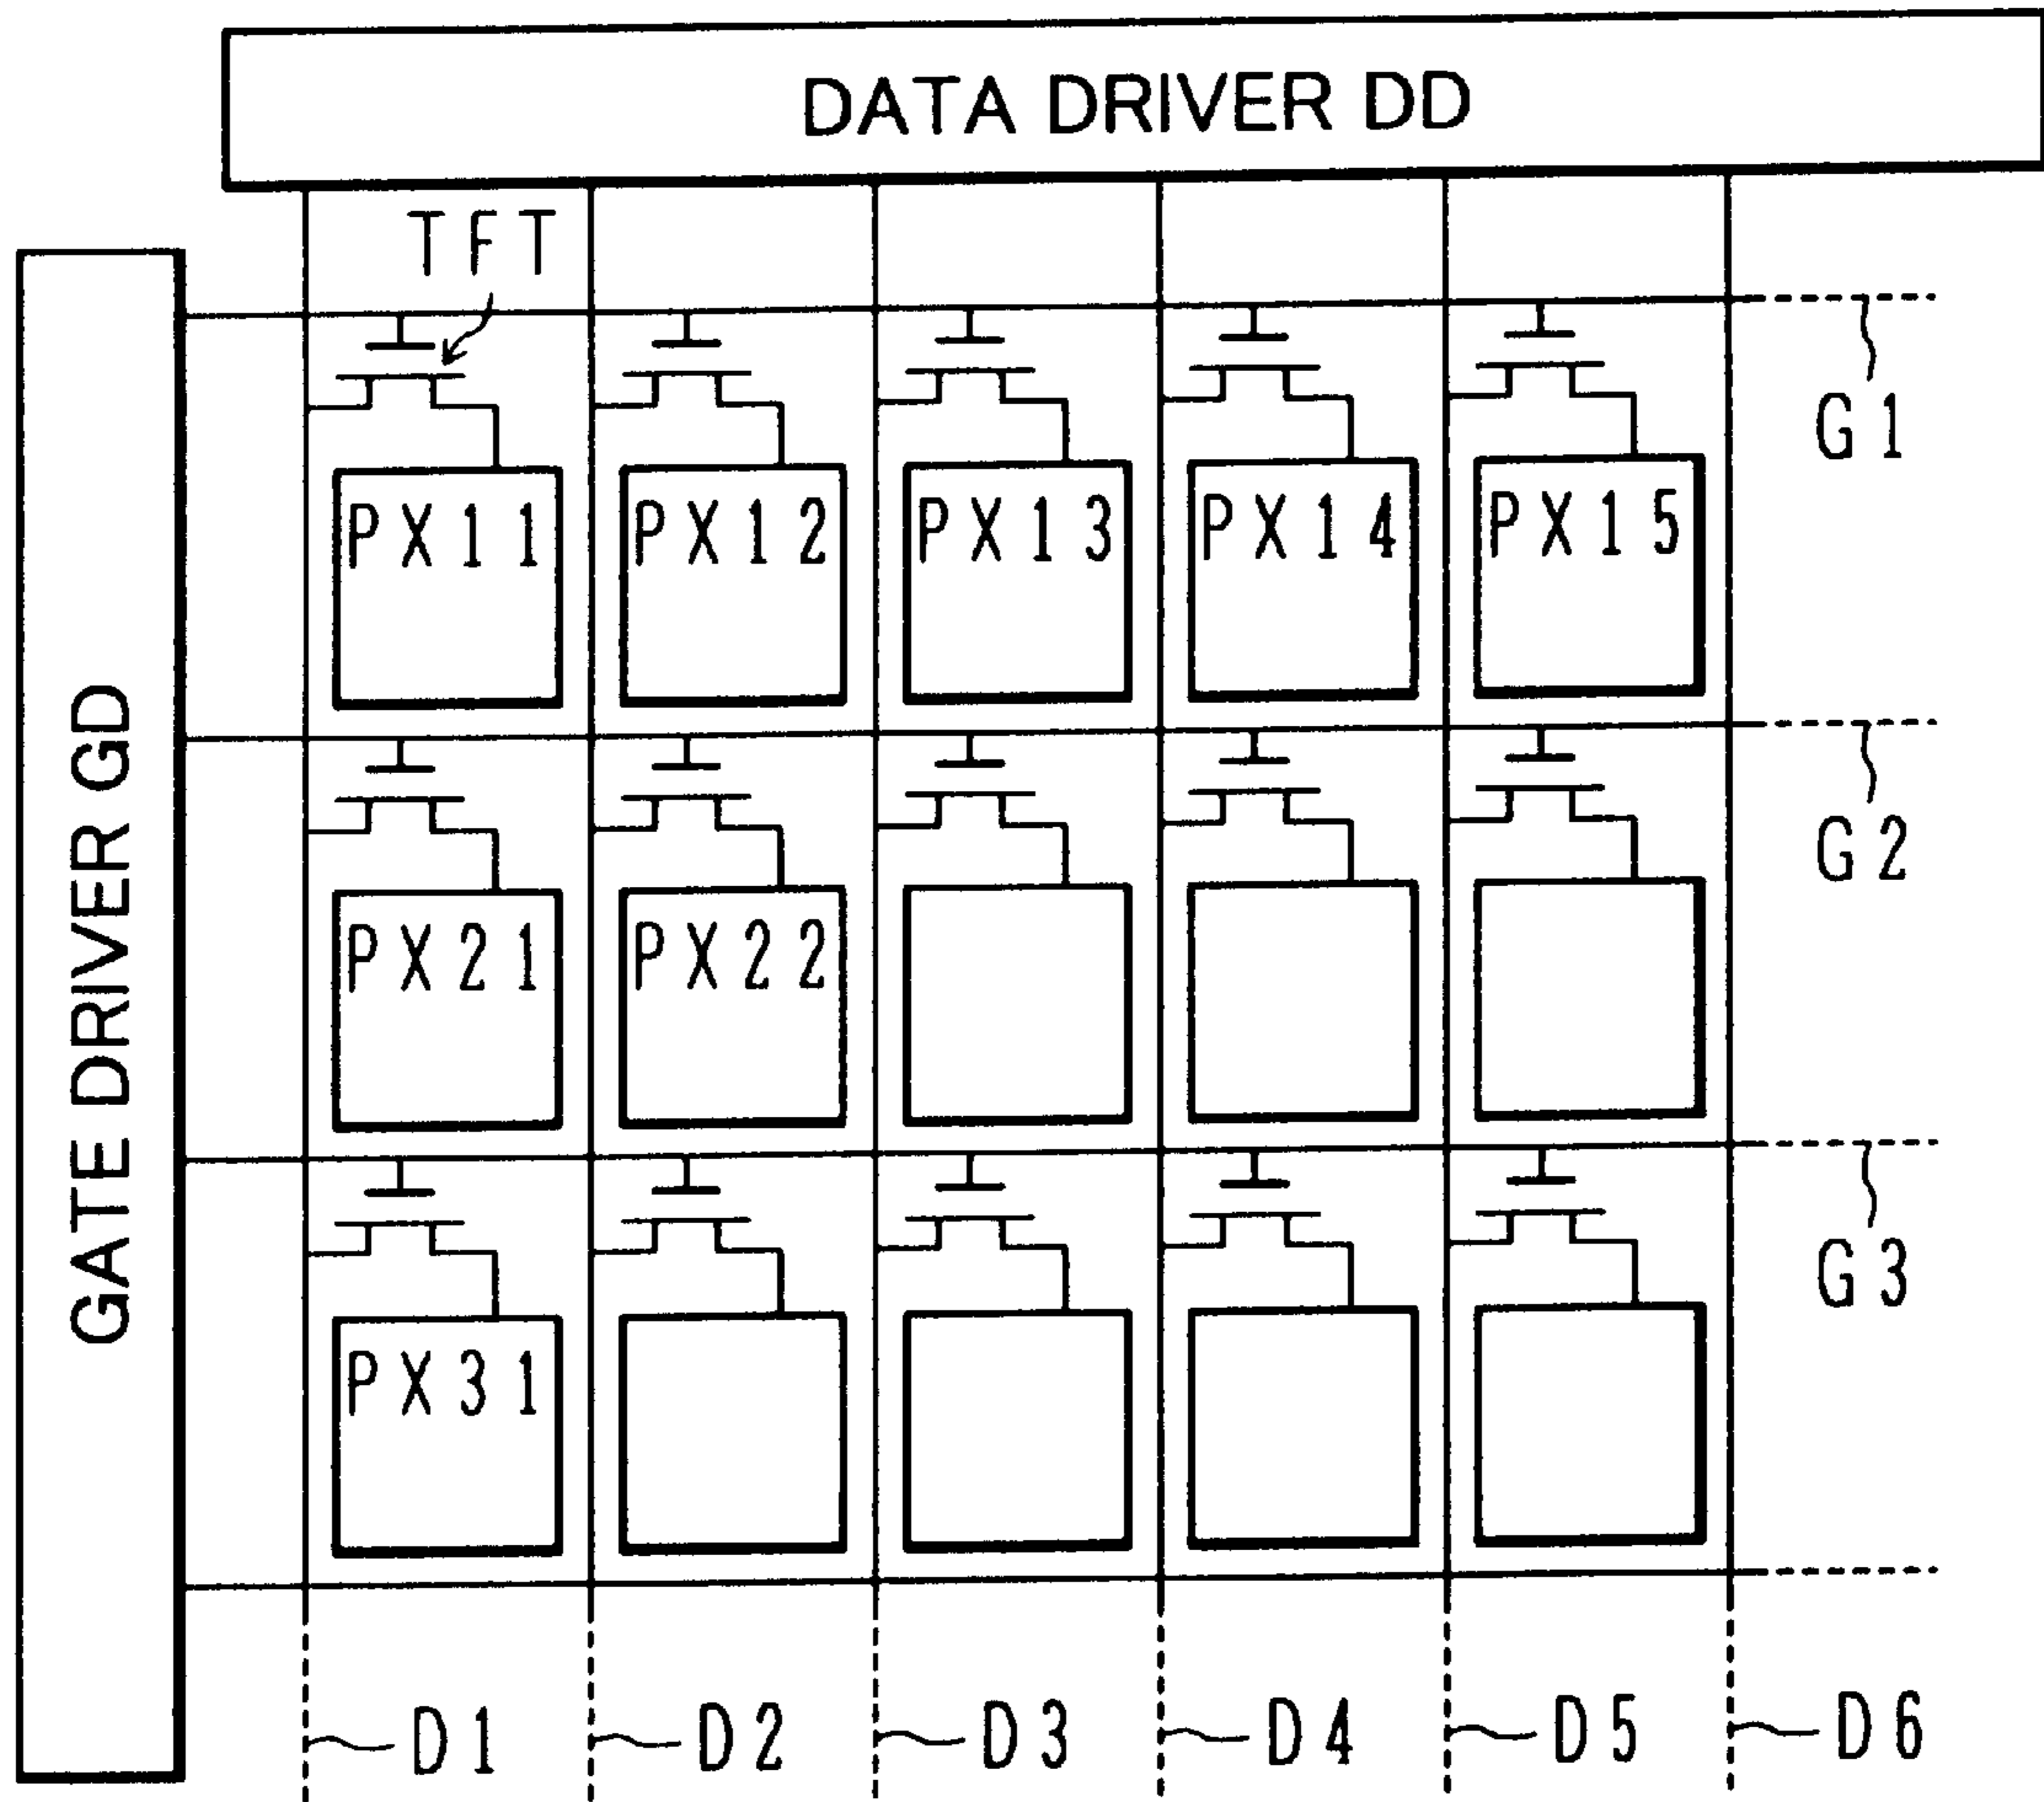 DATA DRIVER DD
TFT
G1
PX11 PX12 PX13 PX14 PX15
GATE DRIVER GD
G2
PX21 PX22
G3
PX31
D1 D2 D3 D4 D5 D6